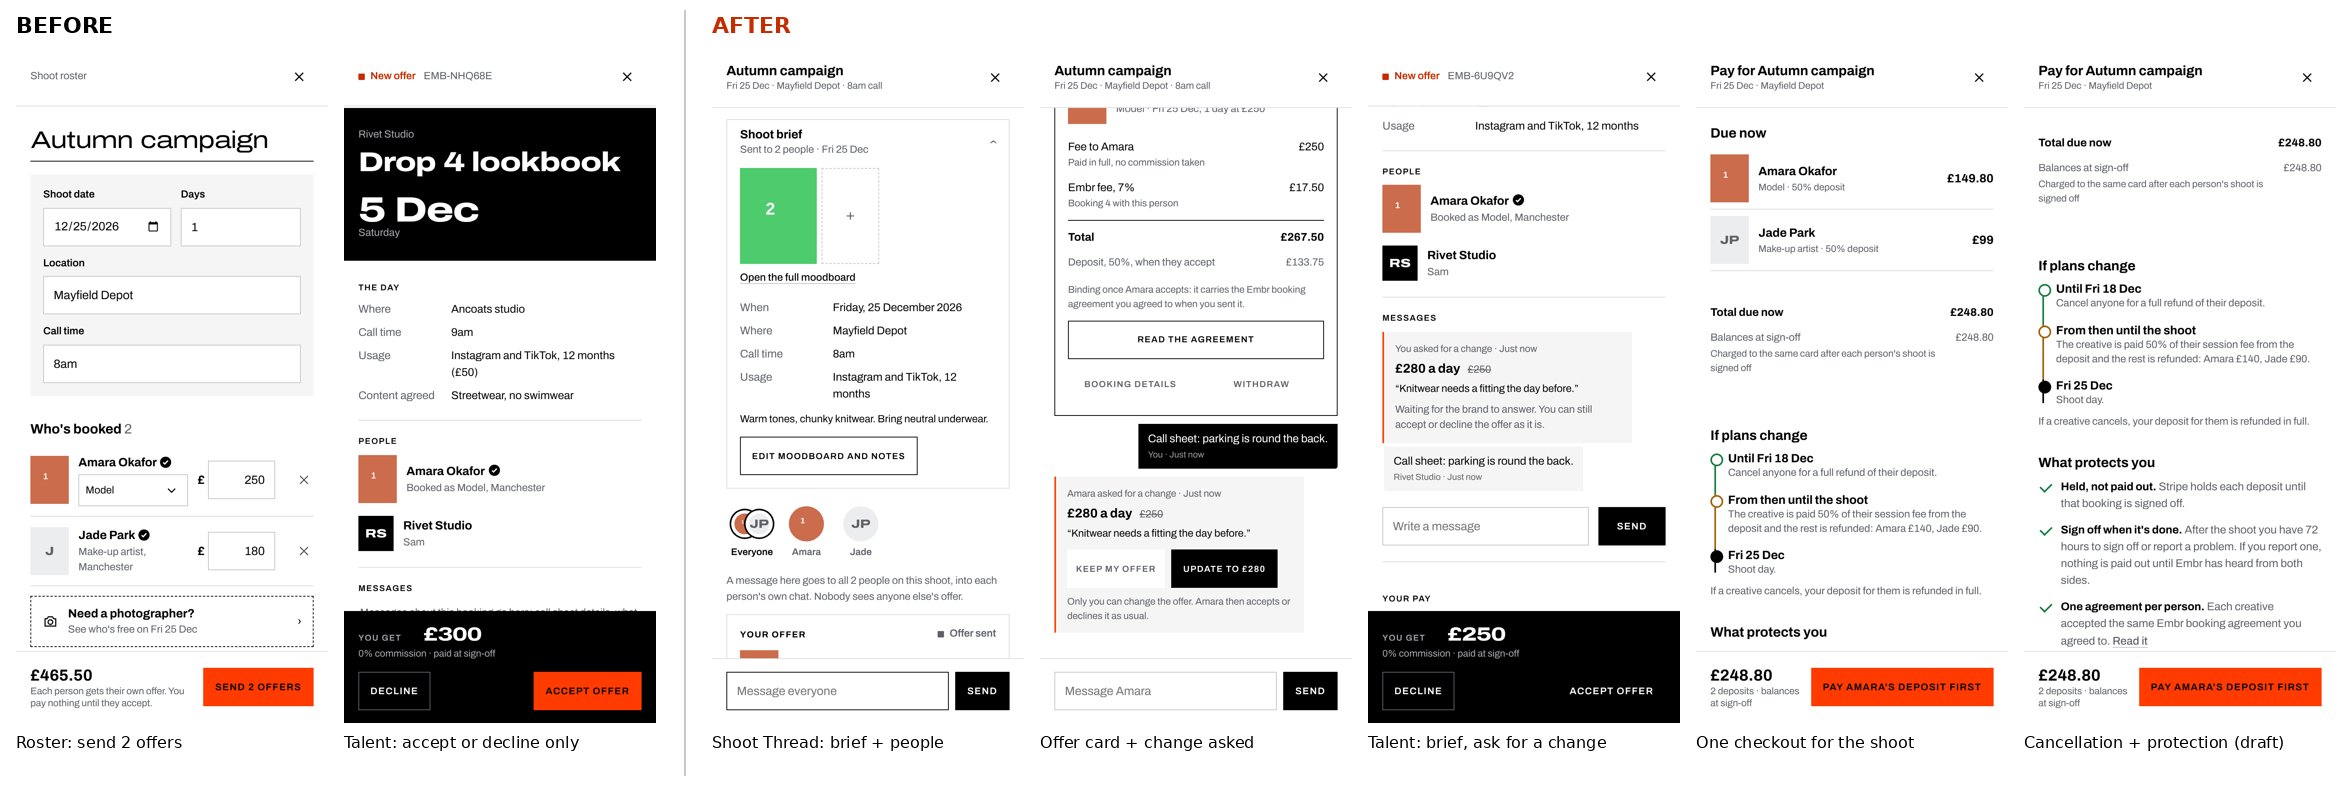 BEFORE
Shoot roster
Autumn campaign
Shoot date
Days
12/25/2026
1
Location
Mayfield Depot
Call time
8am
Who's booked 2
1
Amara Okafor
Model
£
250
J
Jade Park
Make-up artist,
Manchester
£
180
Need a photographer?
See who's free on Fri 25 Dec
£465.50
Each person gets their own offer. You
pay nothing until they accept.
SEND 2 OFFERS
Roster: send 2 offers
New offer EMB-NHQ68E
Rivet Studio
Drop 4 lookbook
5 Dec
Saturday
THE DAY
Where Ancoats studio
Call time 9am
Usage Instagram and TikTok, 12 months
(£50)
Content agreed Streetwear, no swimwear
PEOPLE
1
Amara Okafor
Booked as Model, Manchester
RS
Rivet Studio
Sam
MESSAGES
YOU GET £300
0% commission · paid at sign-off
DECLINE
ACCEPT OFFER
Talent: accept or decline only
AFTER
Autumn campaign
Fri 25 Dec · Mayfield Depot · 8am call
Shoot brief
Sent to 2 people · Fri 25 Dec
2
+
Open the full moodboard
When Friday, 25 December 2026
Where Mayfield Depot
Call time 8am
Usage Instagram and TikTok, 12
months
Warm tones, chunky knitwear. Bring neutral underwear.
EDIT MOODBOARD AND NOTES
JP
1
JP
Everyone Amara Jade
A message here goes to all 2 people on this shoot, into each
person's own chat. Nobody sees anyone else's offer.
YOUR OFFER
Offer sent
Message everyone
SEND
Shoot Thread: brief + people
Autumn campaign
Fri 25 Dec · Mayfield Depot · 8am call
Model · Fri 25 Dec, 1 day at £250
Fee to Amara £250
Paid in full, no commission taken
Embr fee, 7% £17.50
Booking 4 with this person
Total £267.50
Deposit, 50%, when they accept £133.75
Binding once Amara accepts: it carries the Embr booking
agreement you agreed to when you sent it.
READ THE AGREEMENT
BOOKING DETAILS
WITHDRAW
Call sheet: parking is round the back.
You · Just now
Amara asked for a change · Just now
£280 a day £250
“Knitwear needs a fitting the day before.”
KEEP MY OFFER
UPDATE TO £280
Only you can change the offer. Amara then accepts or
declines it as usual.
Message Amara
SEND
Offer card + change asked
New offer EMB-6U9QV2
Usage Instagram and TikTok, 12 months
PEOPLE
1
Amara Okafor
Booked as Model, Manchester
RS
Rivet Studio
Sam
MESSAGES
You asked for a change · Just now
£280 a day £250
“Knitwear needs a fitting the day before.”
Waiting for the brand to answer. You can still
accept or decline the offer as it is.
Call sheet: parking is round the back.
Rivet Studio · Just now
Write a message
SEND
YOUR PAY
YOU GET £250
0% commission · paid at sign-off
DECLINE
ACCEPT OFFER
Talent: brief, ask for a change
Pay for Autumn campaign
Fri 25 Dec · Mayfield Depot
Due now
1
Amara Okafor
Model · 50% deposit
£149.80
JP
Jade Park
Make-up artist · 50% deposit
£99
Total due now £248.80
Balances at sign-off £248.80
Charged to the same card after each person's shoot is
signed off
If plans change
Until Fri 18 Dec
Cancel anyone for a full refund of their deposit.
From then until the shoot
The creative is paid 50% of their session fee from the
deposit and the rest is refunded: Amara £140, Jade £90.
Fri 25 Dec
Shoot day.
If a creative cancels, your deposit for them is refunded in full.
What protects you
£248.80
2 deposits · balances
at sign-off
PAY AMARA'S DEPOSIT FIRST
One checkout for the shoot
Pay for Autumn campaign
Fri 25 Dec · Mayfield Depot
Total due now £248.80
Balances at sign-off £248.80
Charged to the same card after each person's shoot is
signed off
If plans change
Until Fri 18 Dec
Cancel anyone for a full refund of their deposit.
From then until the shoot
The creative is paid 50% of their session fee from the
deposit and the rest is refunded: Amara £140, Jade £90.
Fri 25 Dec
Shoot day.
If a creative cancels, your deposit for them is refunded in full.
What protects you
Held, not paid out. Stripe holds each deposit until
that booking is signed off.
Sign off when it's done. After the shoot you have 72
hours to sign off or report a problem. If you report one,
nothing is paid out until Embr has heard from both
sides.
One agreement per person. Each creative
accepted the same Embr booking agreement you
agreed to. Read it
£248.80
2 deposits · balances
at sign-off
PAY AMARA'S DEPOSIT FIRST
Cancellation + protection (draft)